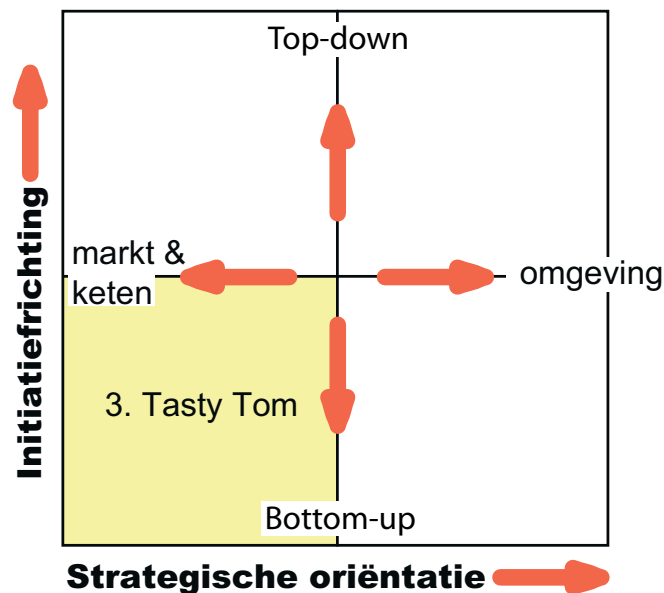 Top-down
Initiatiefrichting
markt &
keten
omgeving
3. Tasty Tom
Bottom-up
Strategische oriëntatie